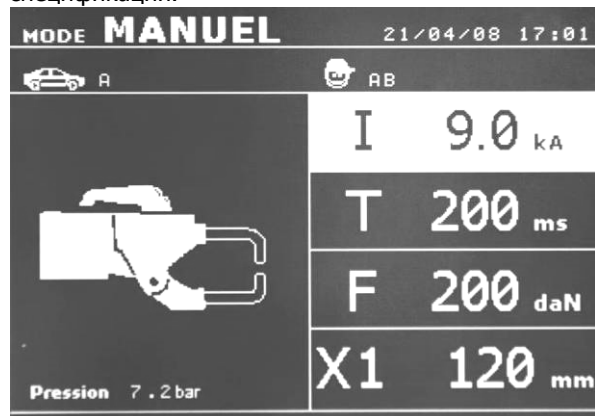 MODE MANUEL 21/04/08 17:01
A AB
I 9.0 kA
T 200 ms
F 200 daN
X1 120 mm
Pression 7.2 bar